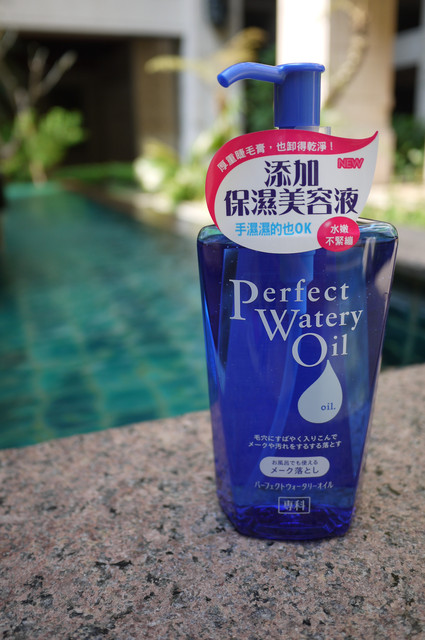 厚重睫毛膏，也卸得乾淨！
NEW
添加
保濕美容液
手濕濕的也OK
水嫩
不緊繃
Perfect
Watery
Oil
oil.
毛穴にすばやく入りこんで
メークや汚れをするする落とす
お風呂でも使える
メーク落とし
パーフェクトウォータリーオイル
専科